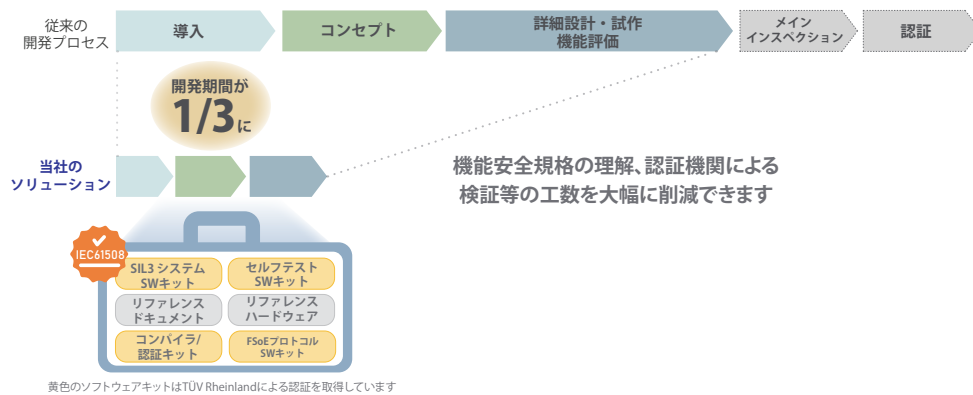 従来の
開発プロセス
導入
コンセプト
詳細設計・試作
機能評価
メイン
インスペクション
認証
開発期間が
1/3に
当社の
ソリューション
機能安全規格の理解、認証機関による
検証等の工数を大幅に削減できます
IEC61508
SIL3 システム
SWキット
セルフテスト
SWキット
リファレンス
ドキュメント
リファレンス
ハードウェア
コンパイラ/
認証キット
FSoEプロトコル
SWキット
黄色のソフトウェアキットはTÜV Rheinlandによる認証を取得しています